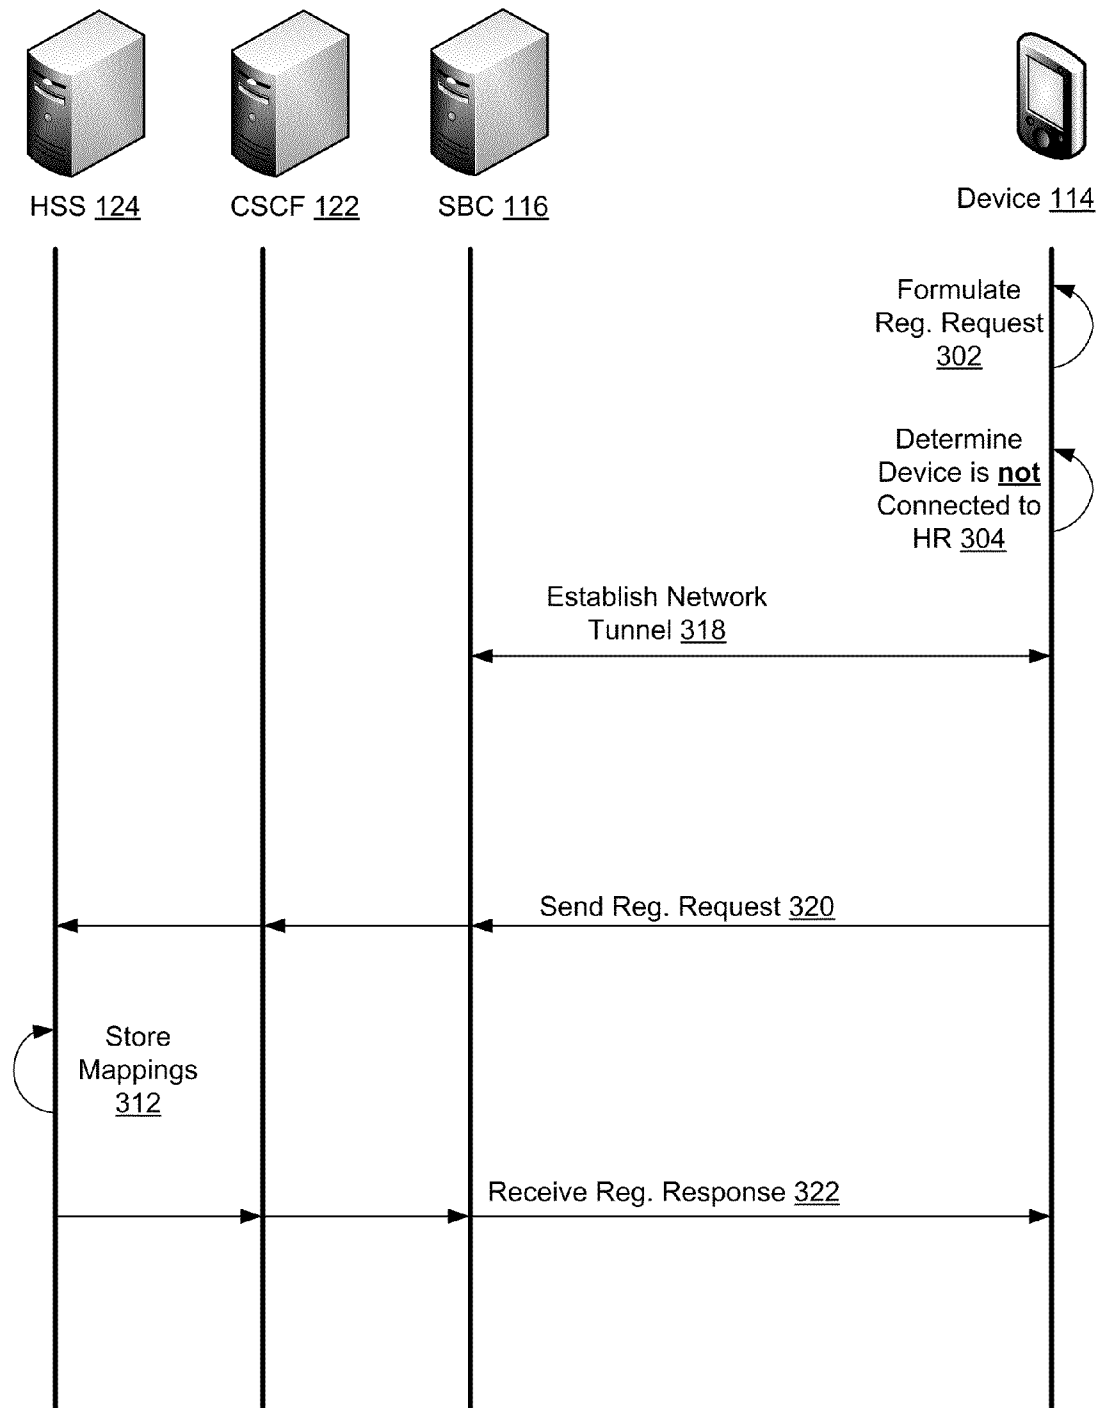 HSS 124
CSCF 122
SBC 116
Device 114
Formulate
Reg. Request
302
Determine
Device is not
Connected to
HR 304
Establish Network
Tunnel 318
Send Reg. Request 320
Store
Mappings
312
Receive Reg. Response 322